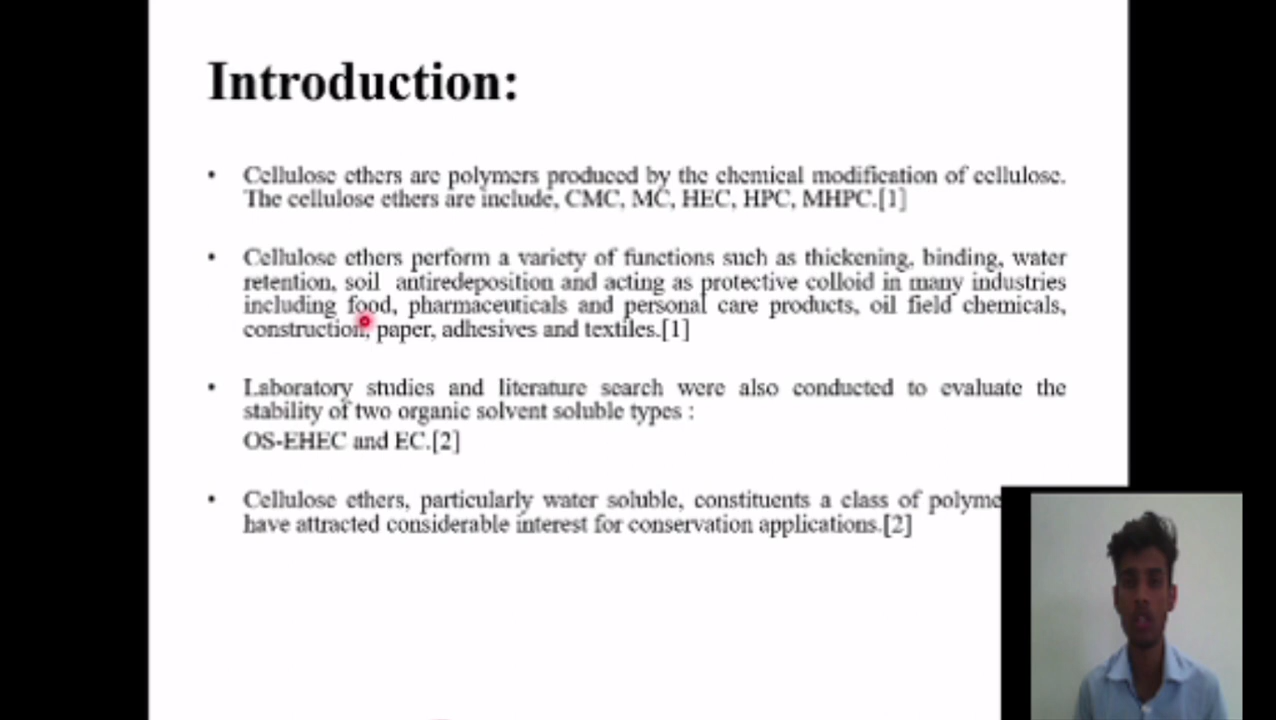 Introduction:
• Cellulose ethers are polymers produced by the chemical modification of cellulose.
The cellulose ethers are include, CMC, MC, HEC, HPC, MHPC.[1]
• Cellulose ethers perform a variety of functions such as thickening, binding, water
retention, soil antiredeposition and acting as protective colloid in many industries
including food, pharmaceuticals and personal care products, oil field chemicals,
construction, paper, adhesives and textiles.[1]
• Laboratory studies and literature search were also conducted to evaluate the
stability of two organic solvent soluble types :
OS-EHEC and EC.[2]
• Cellulose ethers, particularly water soluble, constituents a class of polyme
have attracted considerable interest for conservation applications.[2]